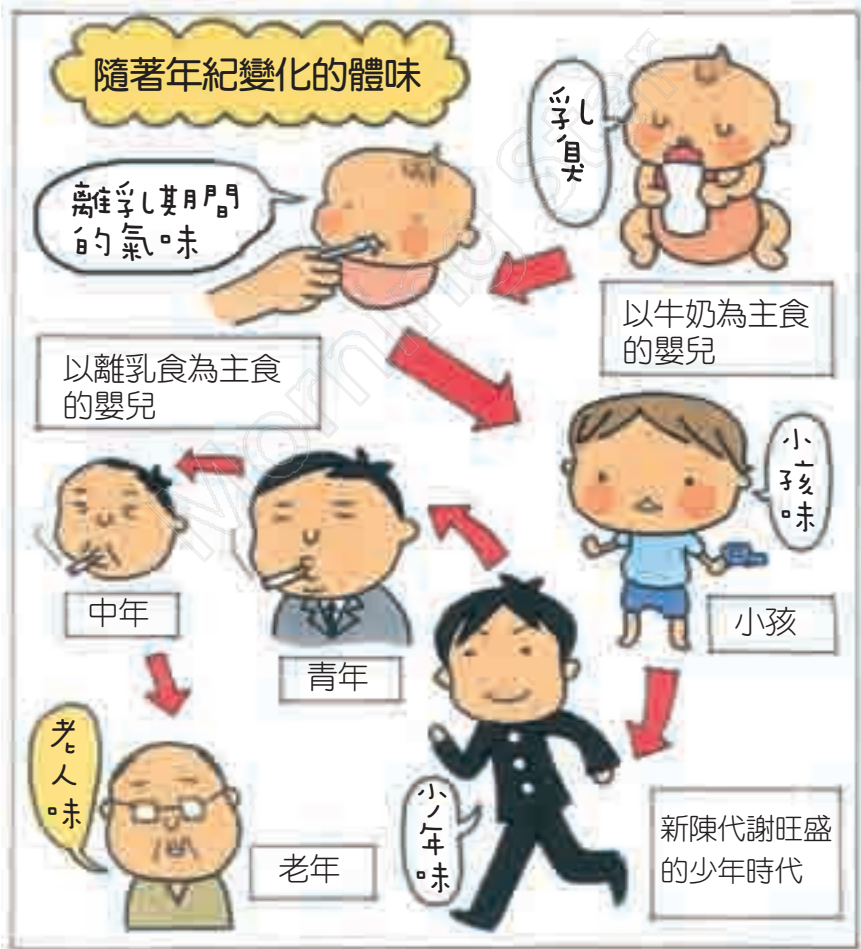 隨著年紀變化的體味
乳臭
以牛奶為主食
的嬰兒
離乳期間
的氣味
以離乳食為主食
的嬰兒
小孩味
小孩
少年味
新陳代謝旺盛
的少年時代
青年
中年
老人味
老年
Morning Star